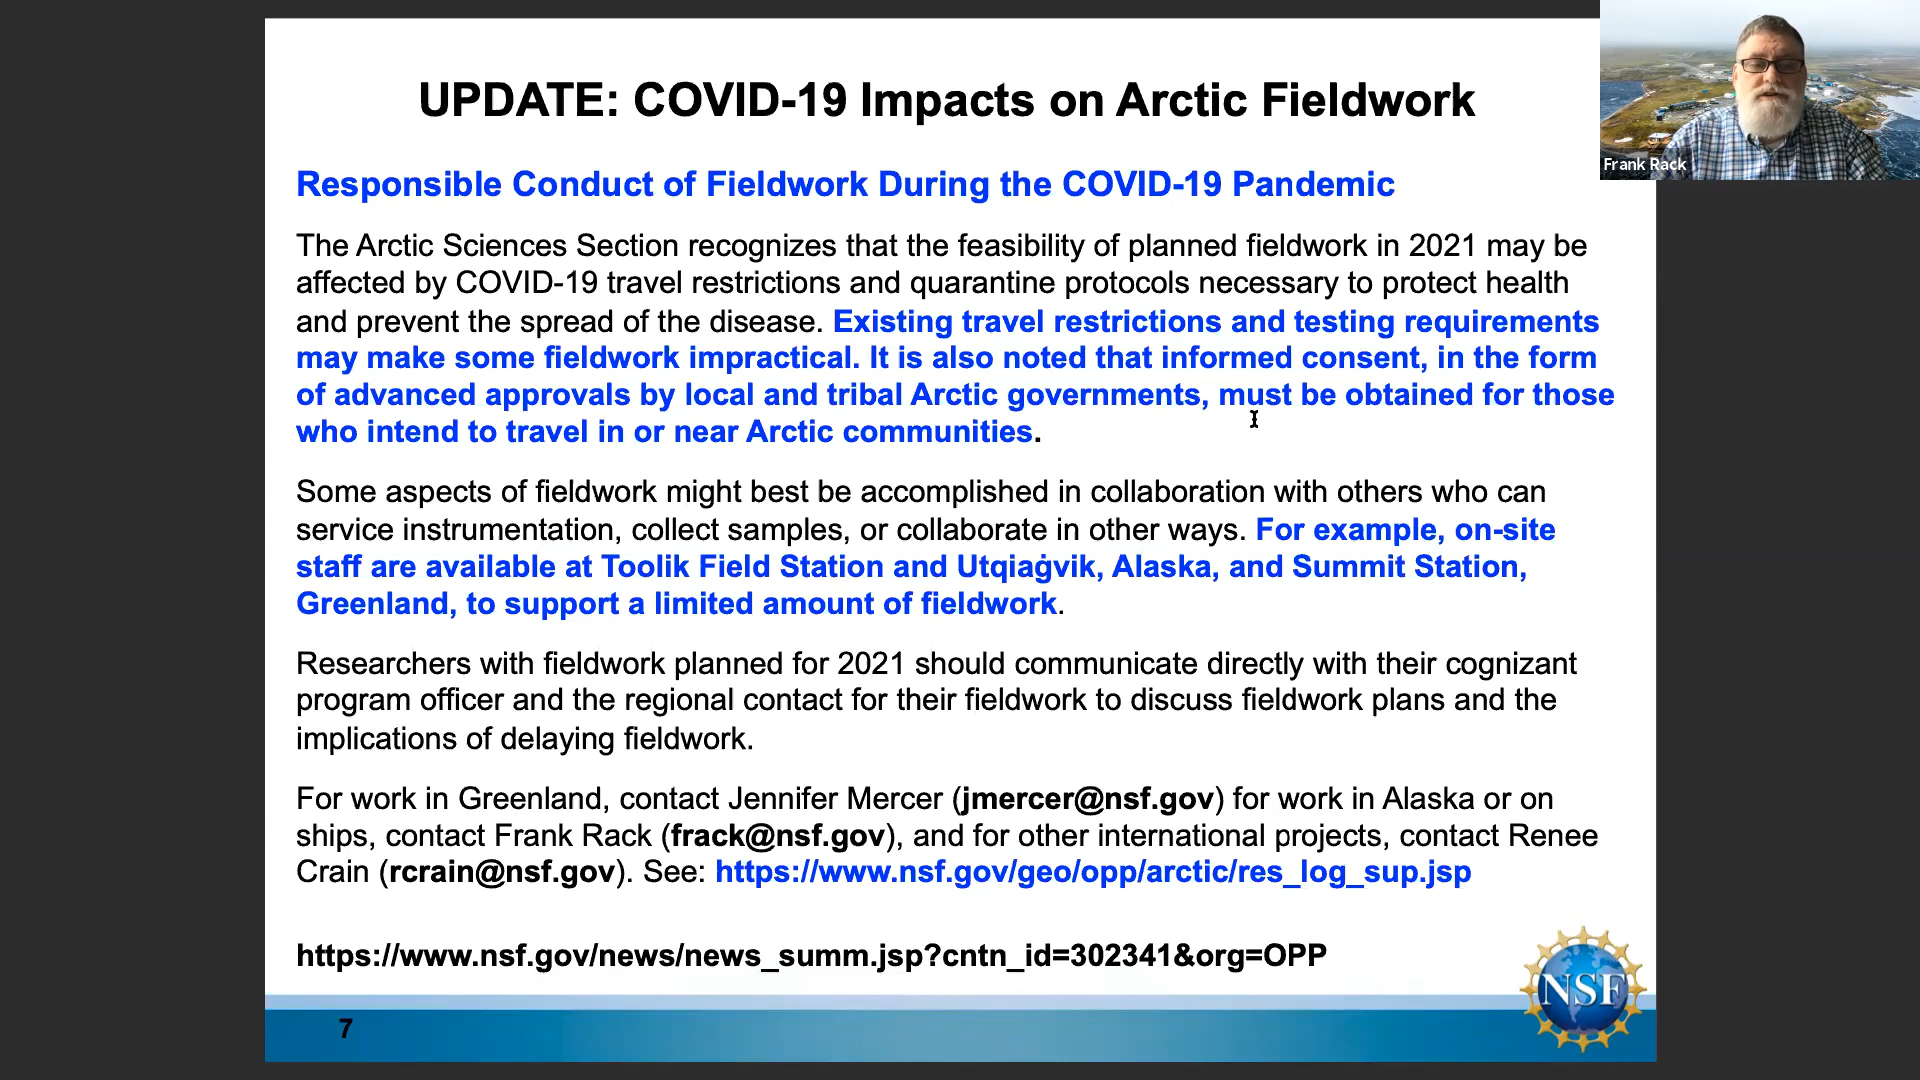 UPDATE: COVID-19 Impacts on Arctic Fieldwork
Frank Rack
Responsible Conduct of Fieldwork During the COVID-19 Pandemic
The Arctic Sciences Section recognizes that the feasibility of planned fieldwork in 2021 may be
affected by COVID-19 travel restrictions and quarantine protocols necessary to protect health
and prevent the spread of the disease. Existing travel restrictions and testing requirements
may make some fieldwork impractical. It is also noted that informed consent, in the form
of advanced approvals by local and tribal Arctic governments, must be obtained for those
who intend to travel in or near Arctic communities.
Some aspects of fieldwork might best be accomplished in collaboration with others who can
service instrumentation, collect samples, or collaborate in other ways. For example, on-site
staff are available at Toolik Field Station and Utqiaġvik, Alaska, and Summit Station,
Greenland, to support a limited amount of fieldwork.
Researchers with fieldwork planned for 2021 should communicate directly with their cognizant
program officer and the regional contact for their fieldwork to discuss fieldwork plans and the
implications of delaying fieldwork.
For work in Greenland, contact Jennifer Mercer (jmercer@nsf.gov) for work in Alaska or on
ships, contact Frank Rack (frack@nsf.gov), and for other international projects, contact Renee
Crain (rcrain@nsf.gov). See: https://www.nsf.gov/geo/opp/arctic/res_log_sup.jsp
https://www.nsf.gov/news/news_summ.jsp?cntn_id=302341&org=OPP
NSF
7